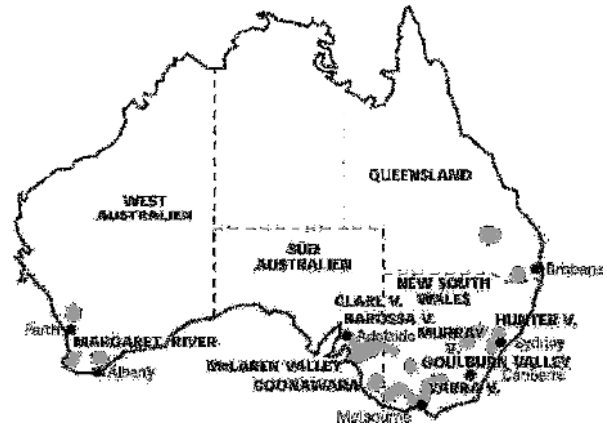 QUEENSLAND
WEST
AUSTRALIEN
SÜD
AUSTRALIEN
Brisbane
NEW SOUTH
WALES
CLARE V.
BAROSSA V.
HUNTER V.
Perth
Adelaide
MURRAY
V.
Sydney
MARGARET RIVER
McLAREN VALLEY
GOULBURN VALLEY
Albany
Canberra
COONAWARA
YARRA V.
Melbourne